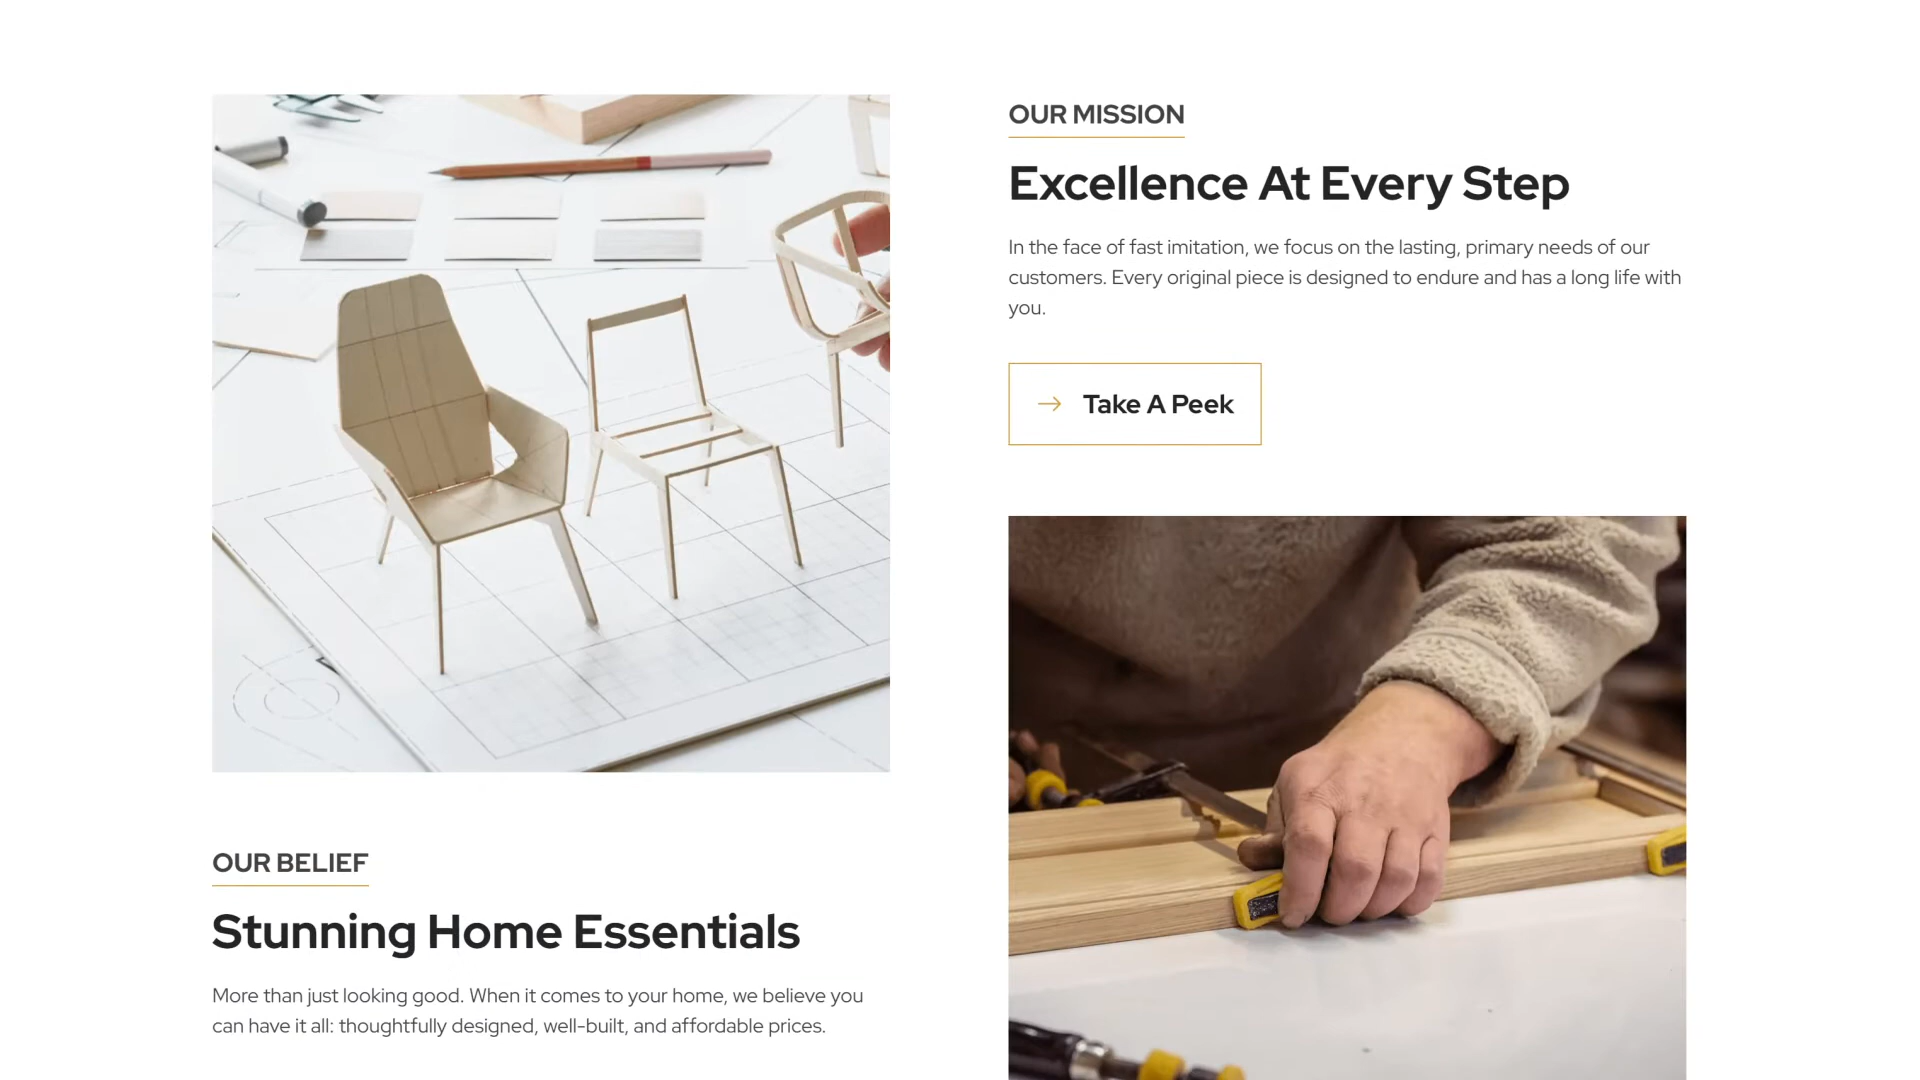 OUR MISSION
Excellence At Every Step
In the face of fast imitation, we focus on the lasting, primary needs of our
customers. Every original piece is designed to endure and has a long life with
you.
Take A Peek
OUR BELIEF
Stunning Home Essentials
More than just looking good. When it comes to your home, we believe you
can have it all: thoughtfully designed, well-built, and affordable prices.